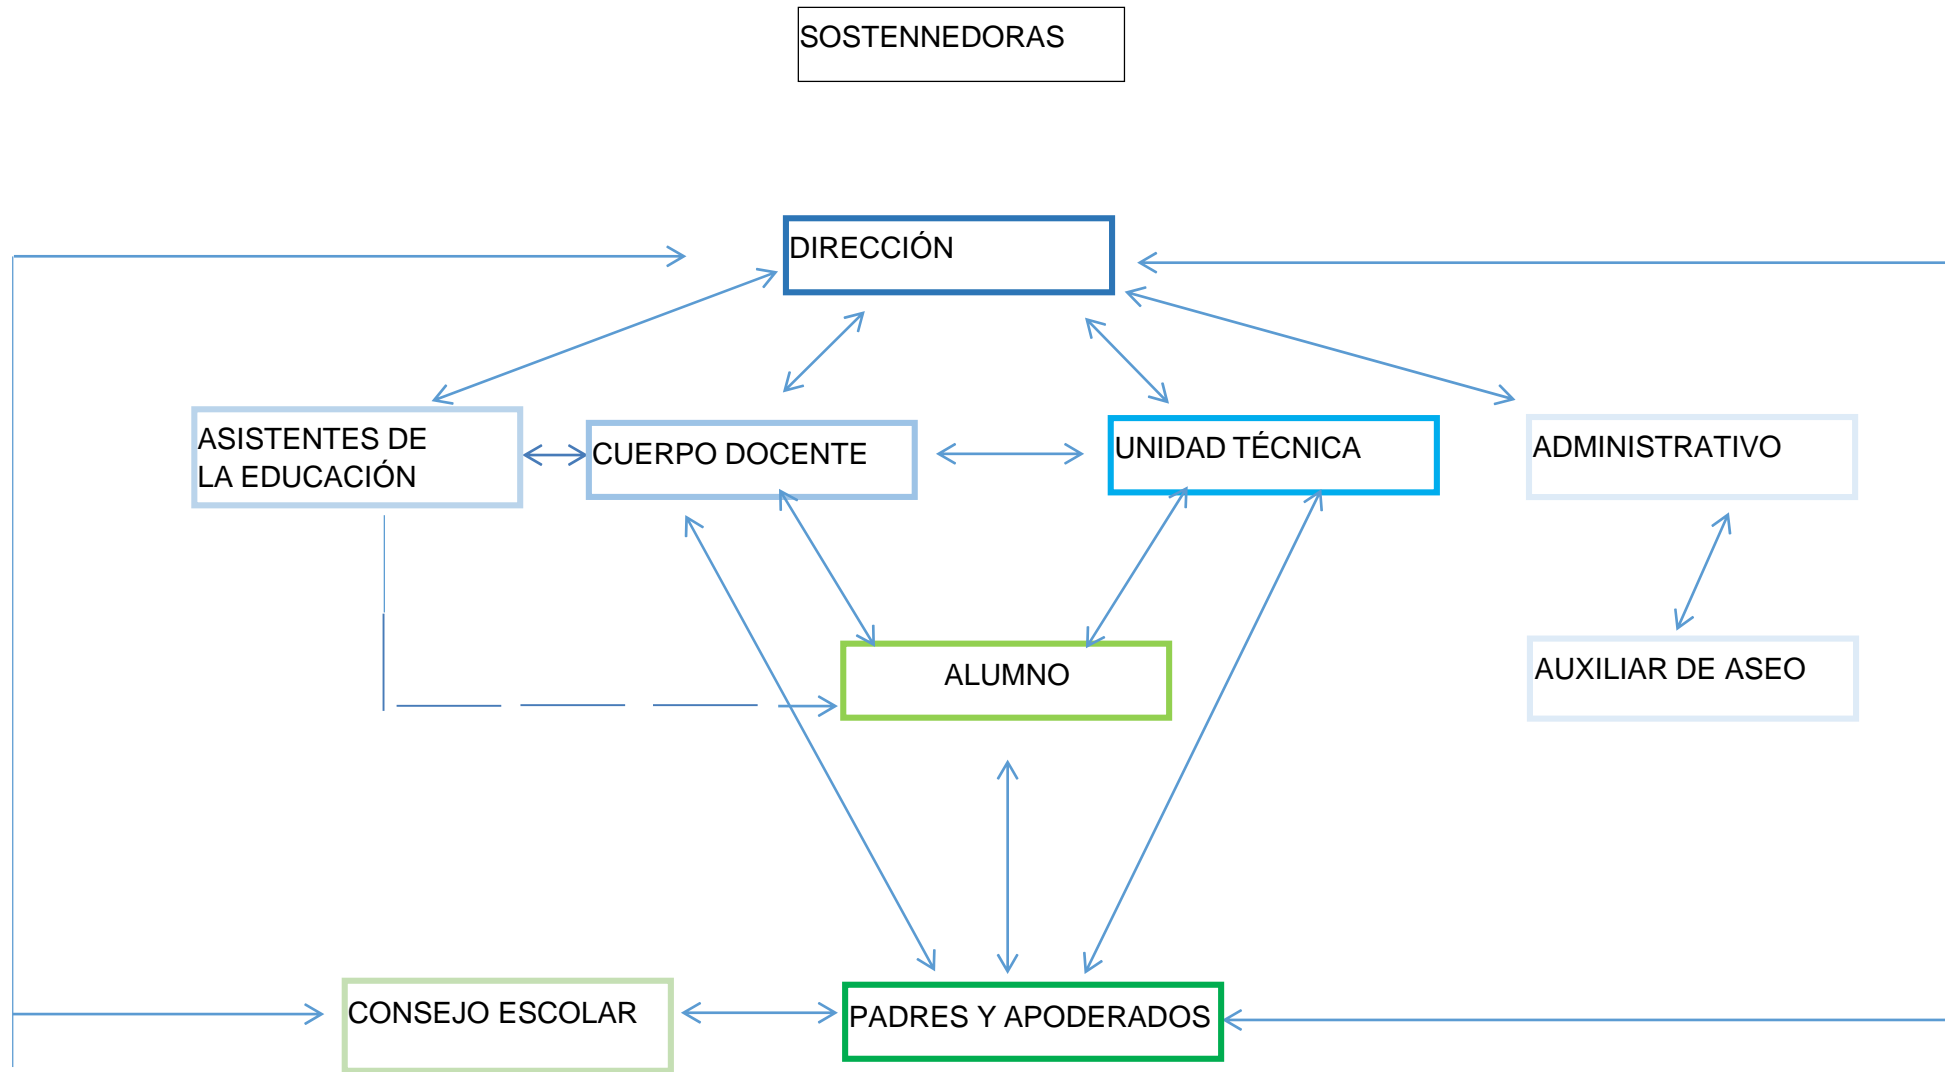 SOSTENNEDORAS
DIRECCIÓN
ASISTENTES DE
LA EDUCACIÓN
CUERPO DOCENTE
UNIDAD TÉCNICA
ADMINISTRATIVO
ALUMNO
AUXILIAR DE ASEO
CONSEJO ESCOLAR
PADRES Y APODERADOS